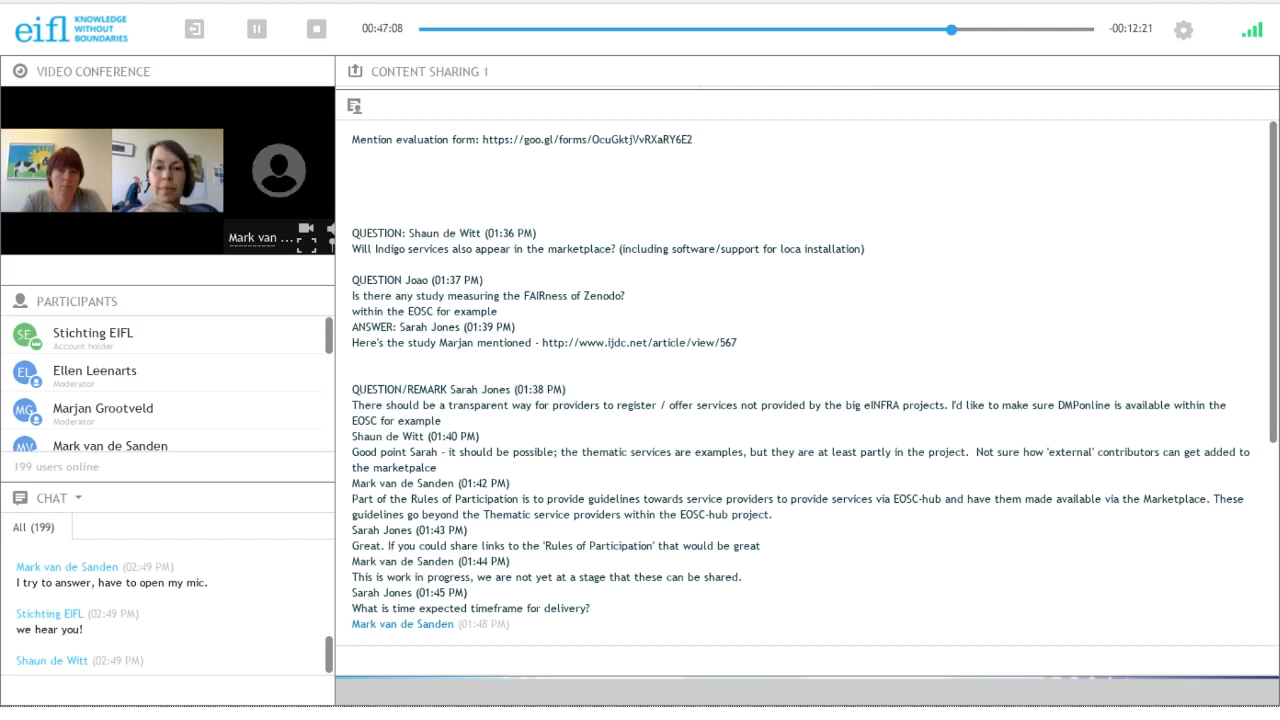 eifl KNOWLEDGE
WITHOUT
BOUNDARIES
00:47:08
-00:12:21
VIDEO CONFERENCE
Mark van ...
PARTICIPANTS
SE Stichting EIFL
Account holder
EL Ellen Leenarts
Moderator
MG Marjan Grootveld
Moderator
MV Mark van de Sanden
199 users online
CHAT
All (199)
Mark van de Sanden (02:49 PM)
I try to answer, have to open my mic.
Stichting EIFL (02:49 PM)
we hear you!
Shaun de Witt (02:49 PM)
CONTENT SHARING 1
Mention evaluation form: https://goo.gl/forms/OcuGktjVvRXaRY6E2
QUESTION: Shaun de Witt (01:36 PM)
Will Indigo services also appear in the marketplace? (including software/support for loca installation)
QUESTION Joao (01:37 PM)
Is there any study measuring the FAIRness of Zenodo?
within the EOSC for example
ANSWER: Sarah Jones (01:39 PM)
Here's the study Marjan mentioned - http://www.ijdc.net/article/view/567
QUESTION/REMARK Sarah Jones (01:38 PM)
There should be a transparent way for providers to register / offer services not provided by the big eINFRA projects. I'd like to make sure DMPonline is available within the
EOSC for example
Shaun de Witt (01:40 PM)
Good point Sarah - it should be possible; the thematic services are examples, but they are at least partly in the project. Not sure how 'external' contributors can get added to
the marketpalce
Mark van de Sanden (01:42 PM)
Part of the Rules of Participation is to provide guidelines towards service providers to provide services via EOSC-hub and have them made available via the Marketplace. These
guidelines go beyond the Thematic service providers within the EOSC-hub project.
Sarah Jones (01:43 PM)
Great. If you could share links to the 'Rules of Participation' that would be great
Mark van de Sanden (01:44 PM)
This is work in progress, we are not yet at a stage that these can be shared.
Sarah Jones (01:45 PM)
What is time expected timeframe for delivery?
Mark van de Sanden (01:48 PM)